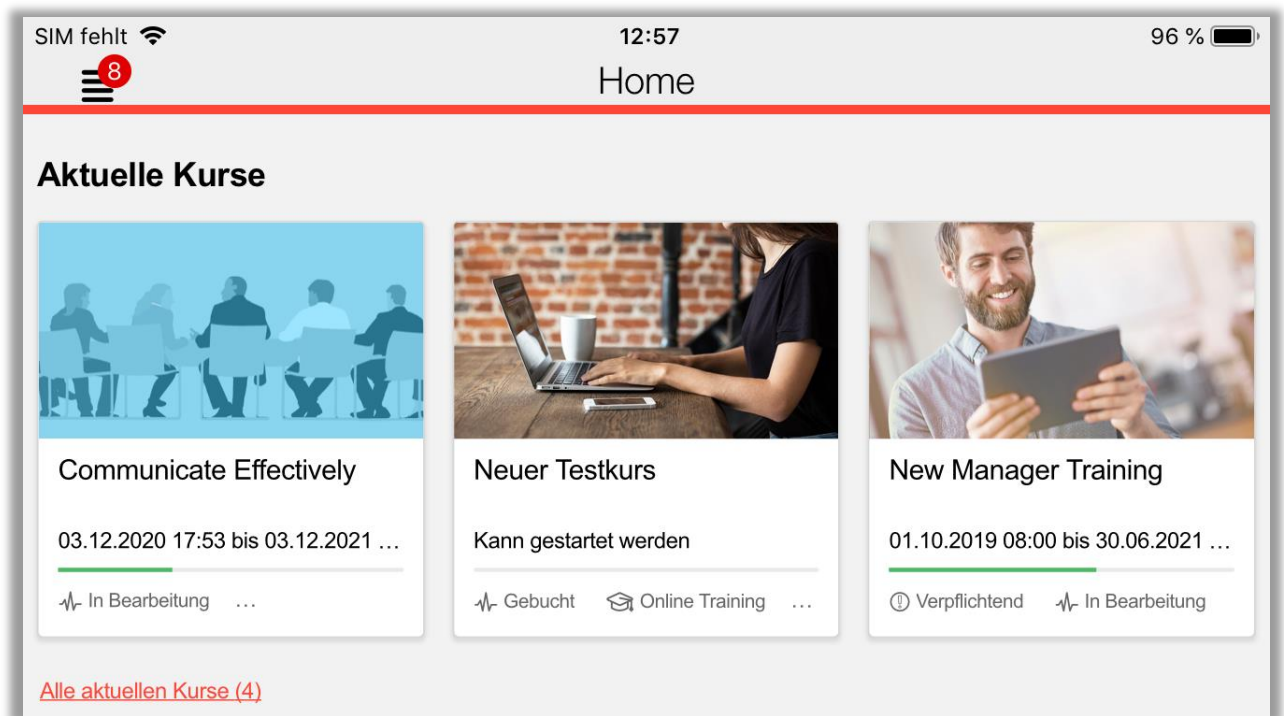 SIM fehlt 12:57 96 %
8
Home
Aktuelle Kurse
Communicate Effectively
03.12.2020 17:53 bis 03.12.2021 ...
In Bearbeitung ...
Neuer Testkurs
Kann gestartet werden
Gebucht Online Training ...
New Manager Training
01.10.2019 08:00 bis 30.06.2021 ...
Verpflichtend In Bearbeitung
Alle aktuellen Kurse (4)